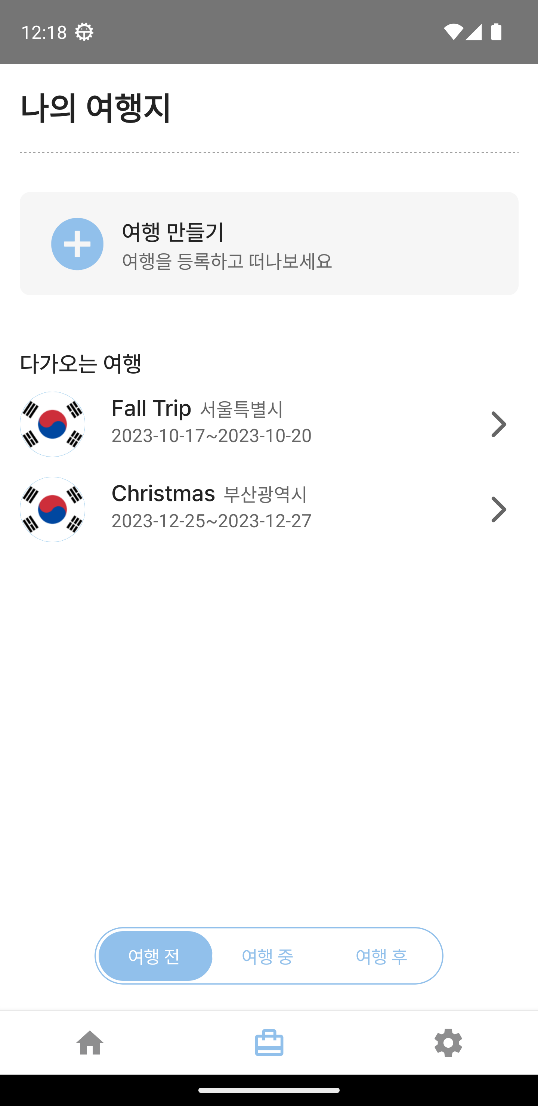 12:18
나의 여행지
여행 만들기
여행을 등록하고 떠나보세요
다가오는 여행
Fall Trip 서울특별시
2023-10-17~2023-10-20
Christmas 부산광역시
2023-12-25~2023-12-27
여행 전 여행 중 여행 후